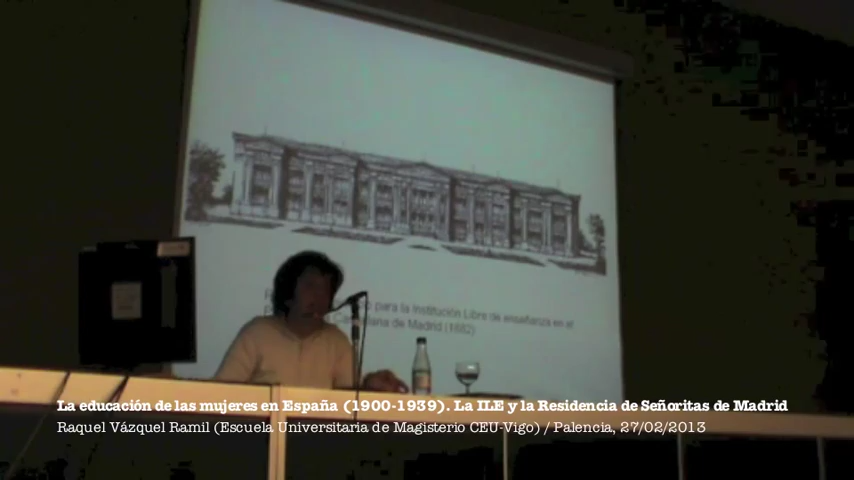 para la Institución Libre de enseñanza en el
Castellana de Madrid (1882)
La educación de las mujeres en España (1900-1939). La ILE y la Residencia de Señoritas de Madrid
Raquel Vázquel Ramil (Escuela Universitaria de Magisterio CEU-Vigo) / Palencia, 27/02/2013